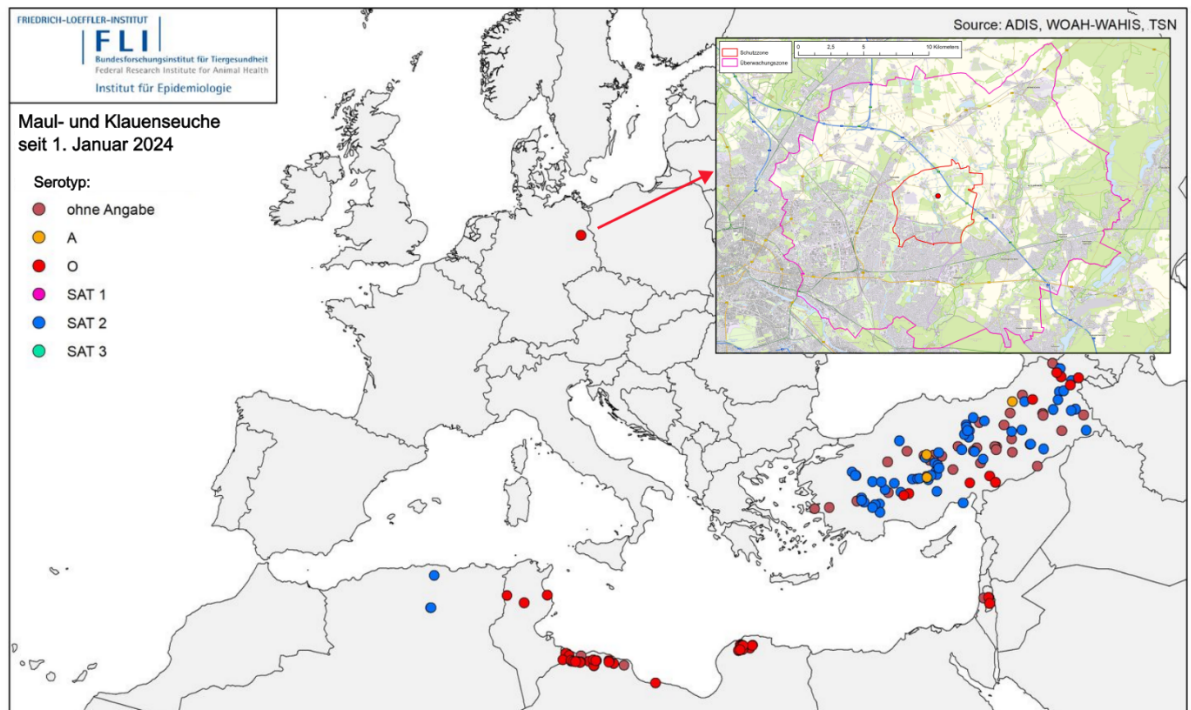 FRIEDRICH-LOEFFLER-INSTITUT
FLI
Bundesforschungsinstitut für Tiergesundheit
Federal Research Institute for Animal Health
Institut für Epidemiologie
Maul- und Klauenseuche
seit 1. Januar 2024
Serotyp:
ohne Angabe
A
O
SAT 1
SAT 2
SAT 3
Source: ADIS, WOAH-WAHIS, TSN
Schutzzone
Überwachungszone
0 2,5 5 10 Kilometers